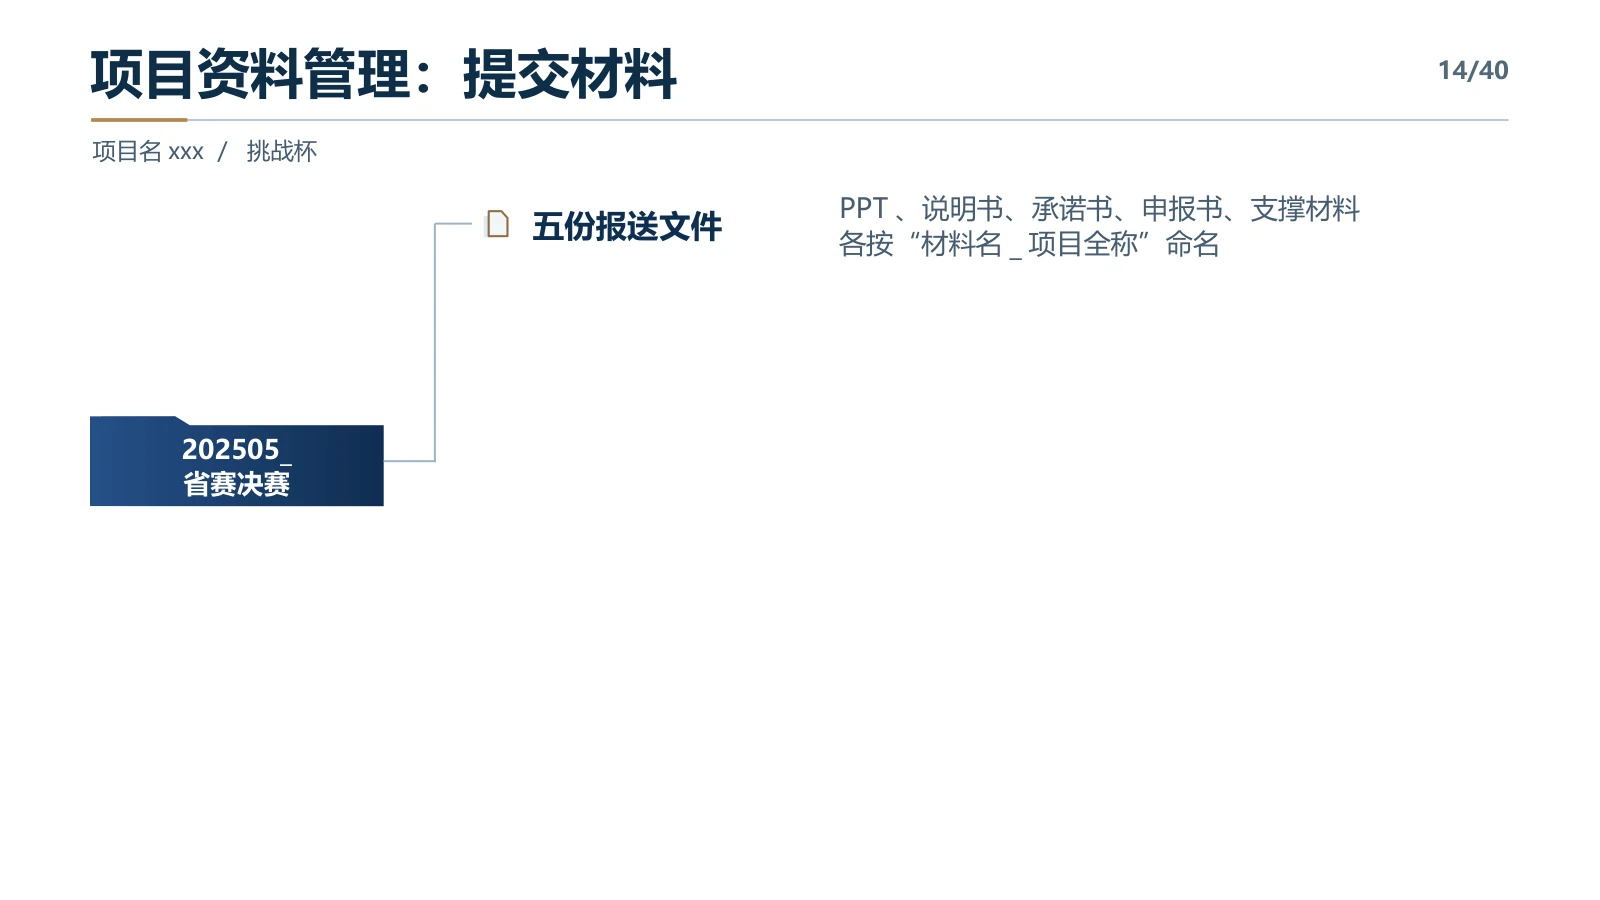 项目资料管理：提交材料
14/40
项目名 xxx / 挑战杯
五份报送文件
PPT 、说明书、承诺书、申报书、支撑材料
各按“材料名 _ 项目全称”命名
202505_
省赛决赛